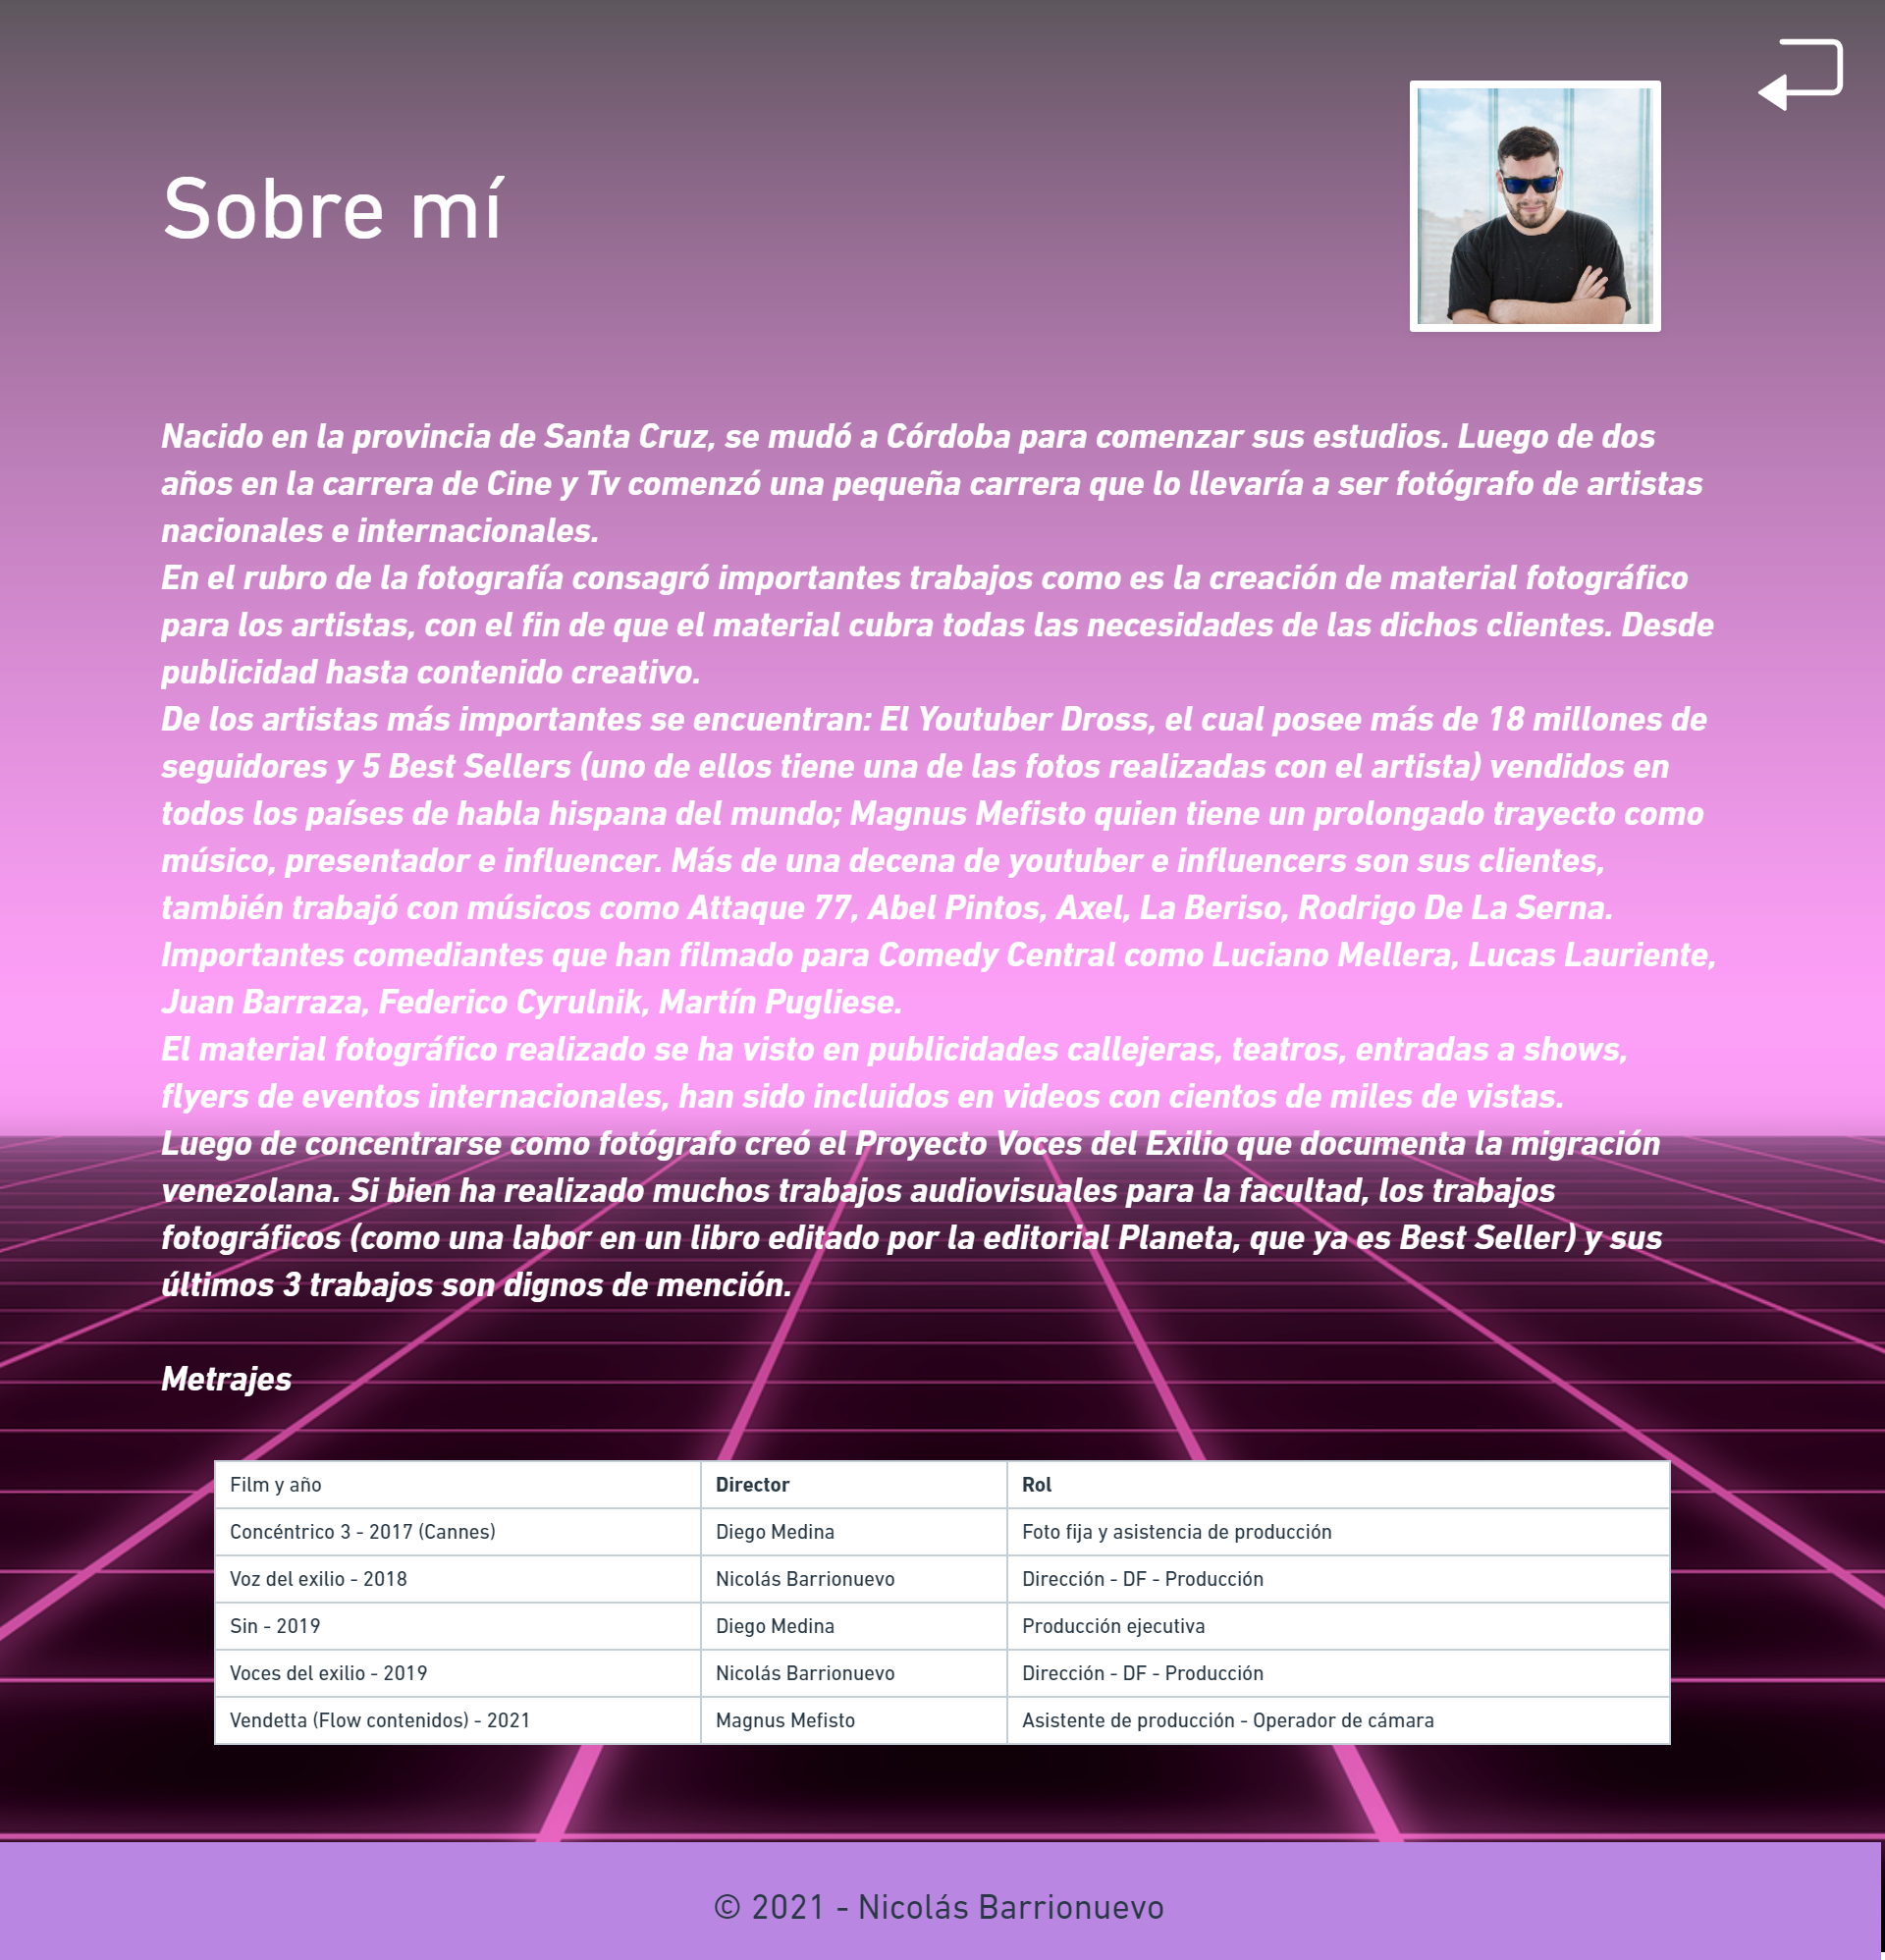 Sobre mí
Nacido en la provincia de Santa Cruz, se mudó a Córdoba para comenzar sus estudios. Luego de dos
años en la carrera de Cine y Tv comenzó una pequeña carrera que lo llevaría a ser fotógrafo de artistas
nacionales e internacionales.
En el rubro de la fotografía consagró importantes trabajos como es la creación de material fotográfico
para los artistas, con el fin de que el material cubra todas las necesidades de las dichos clientes. Desde
publicidad hasta contenido creativo.
De los artistas más importantes se encuentran: El Youtuber Dross, el cual posee más de 18 millones de
seguidores y 5 Best Sellers (uno de ellos tiene una de las fotos realizadas con el artista) vendidos en
todos los países de habla hispana del mundo; Magnus Mefisto quien tiene un prolongado trayecto como
músico, presentador e influencer. Más de una decena de youtuber e influencers son sus clientes,
también trabajó con músicos como Attaque 77, Abel Pintos, Axel, La Beriso, Rodrigo De La Serna.
Importantes comediantes que han filmado para Comedy Central como Luciano Mellera, Lucas Lauriente,
Juan Barraza, Federico Cyrulnik, Martín Pugliese.
El material fotográfico realizado se ha visto en publicidades callejeras, teatros, entradas a shows,
flyers de eventos internacionales, han sido incluidos en videos con cientos de miles de vistas.
Luego de concentrarse como fotógrafo creó el Proyecto Voces del Exilio que documenta la migración
venezolana. Si bien ha realizado muchos trabajos audiovisuales para la facultad, los trabajos
fotográficos (como una labor en un libro editado por la editorial Planeta, que ya es Best Seller) y sus
últimos 3 trabajos son dignos de mención.
Metrajes
Film y año Director Rol
Concéntrico 3 - 2017 (Cannes) Diego Medina Foto fija y asistencia de producción
Voz del exilio - 2018 Nicolás Barrionuevo Dirección - DF - Producción
Sin - 2019 Diego Medina Producción ejecutiva
Voces del exilio - 2019 Nicolás Barrionuevo Dirección - DF - Producción
Vendetta (Flow contenidos) - 2021 Magnus Mefisto Asistente de producción - Operador de cámara
© 2021 - Nicolás Barrionuevo